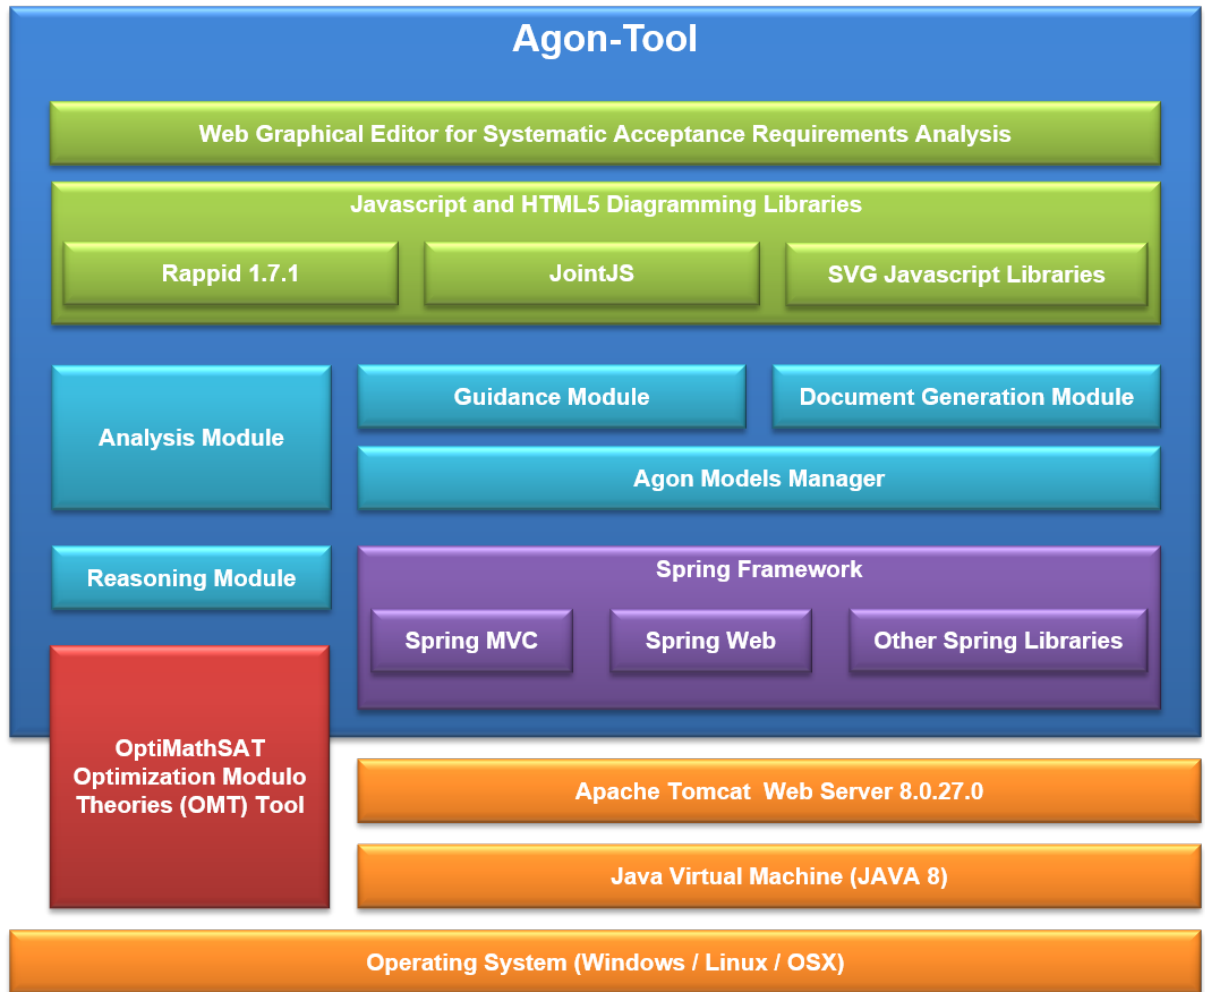 Agon-Tool
Web Graphical Editor for Systematic Acceptance Requirements Analysis
Javascript and HTML5 Diagramming Libraries
Rappid 1.7.1
JointJS
SVG Javascript Libraries
Analysis Module
Guidance Module
Document Generation Module
Agon Models Manager
Reasoning Module
Spring Framework
Spring MVC
Spring Web
Other Spring Libraries
OptiMathSAT
Optimization Modulo
Theories (OMT) Tool
Apache Tomcat  Web Server 8.0.27.0
Java Virtual Machine (JAVA 8)
Operating System (Windows / Linux / OSX)